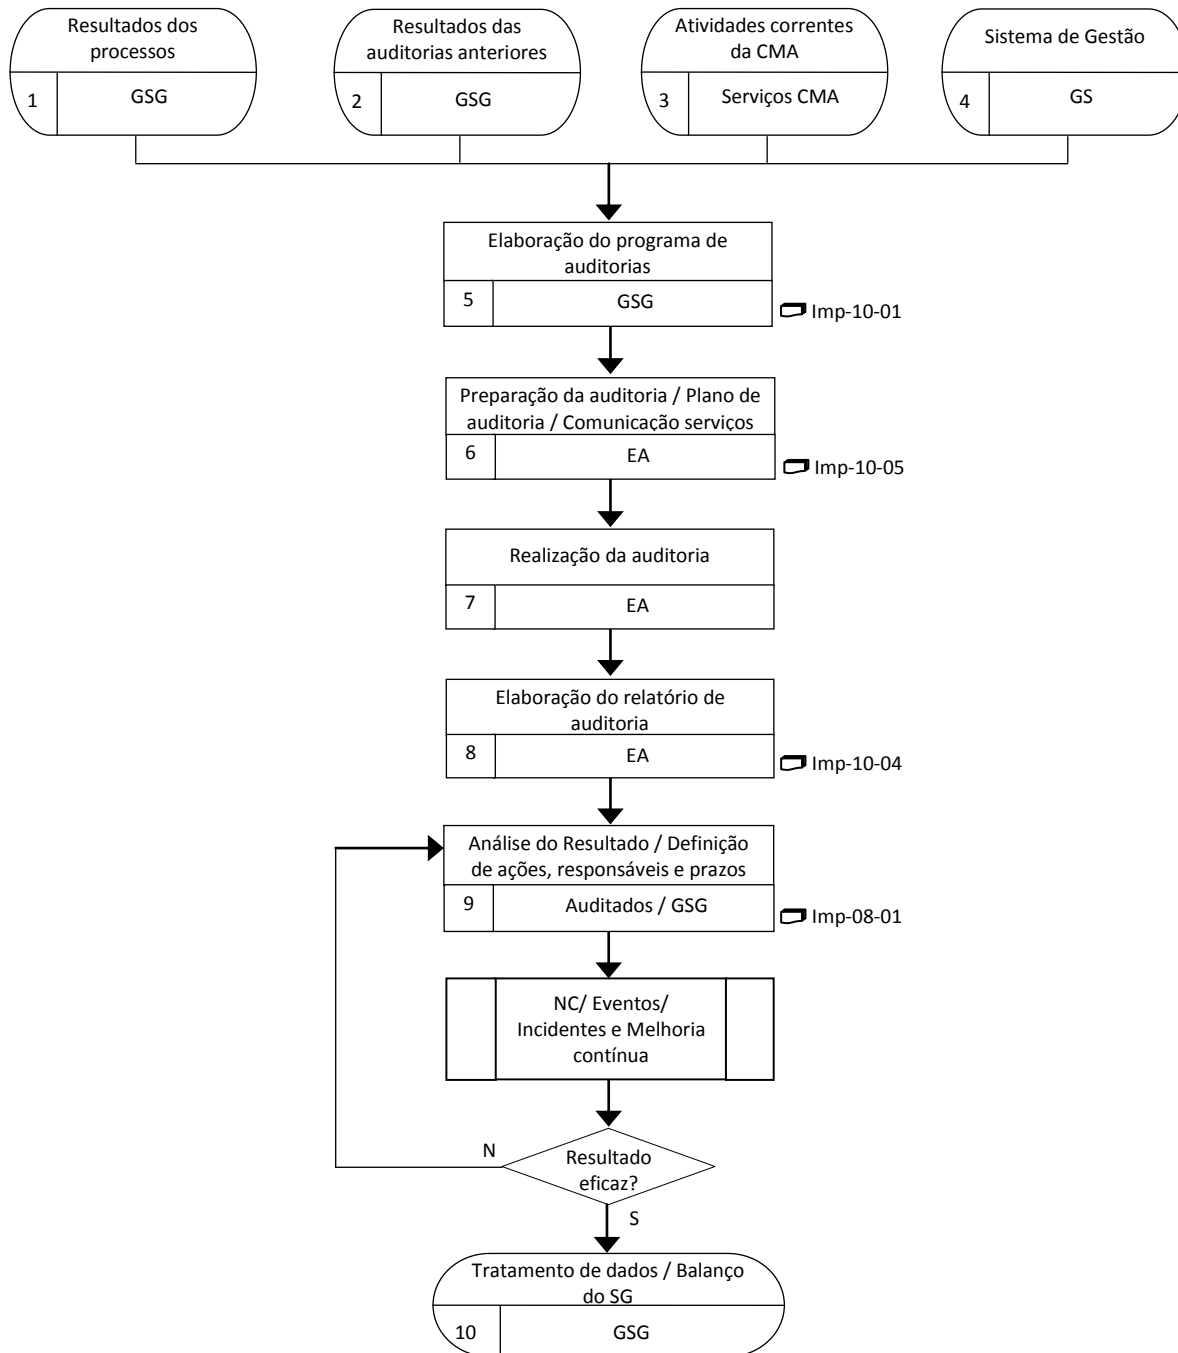 Resultados dos
processos
1
GSG
Resultados das
auditorias anteriores
2
GSG
Atividades correntes
da CMA
3
Serviços CMA
Sistema de Gestão
4
GS
Elaboração do programa de
auditorias
5
GSG
Imp-10-01
Preparação da auditoria / Plano de
auditoria / Comunicação serviços
6
EA
Imp-10-05
Realização da auditoria
7
EA
Elaboração do relatório de
auditoria
8
EA
Imp-10-04
Análise do Resultado / Definição
de ações, responsáveis e prazos
9
Auditados / GSG
Imp-08-01
NC/ Eventos/
Incidentes e Melhoria
contínua
N
Resultado
eficaz?
S
Tratamento de dados / Balanço
do SG
10
GSG